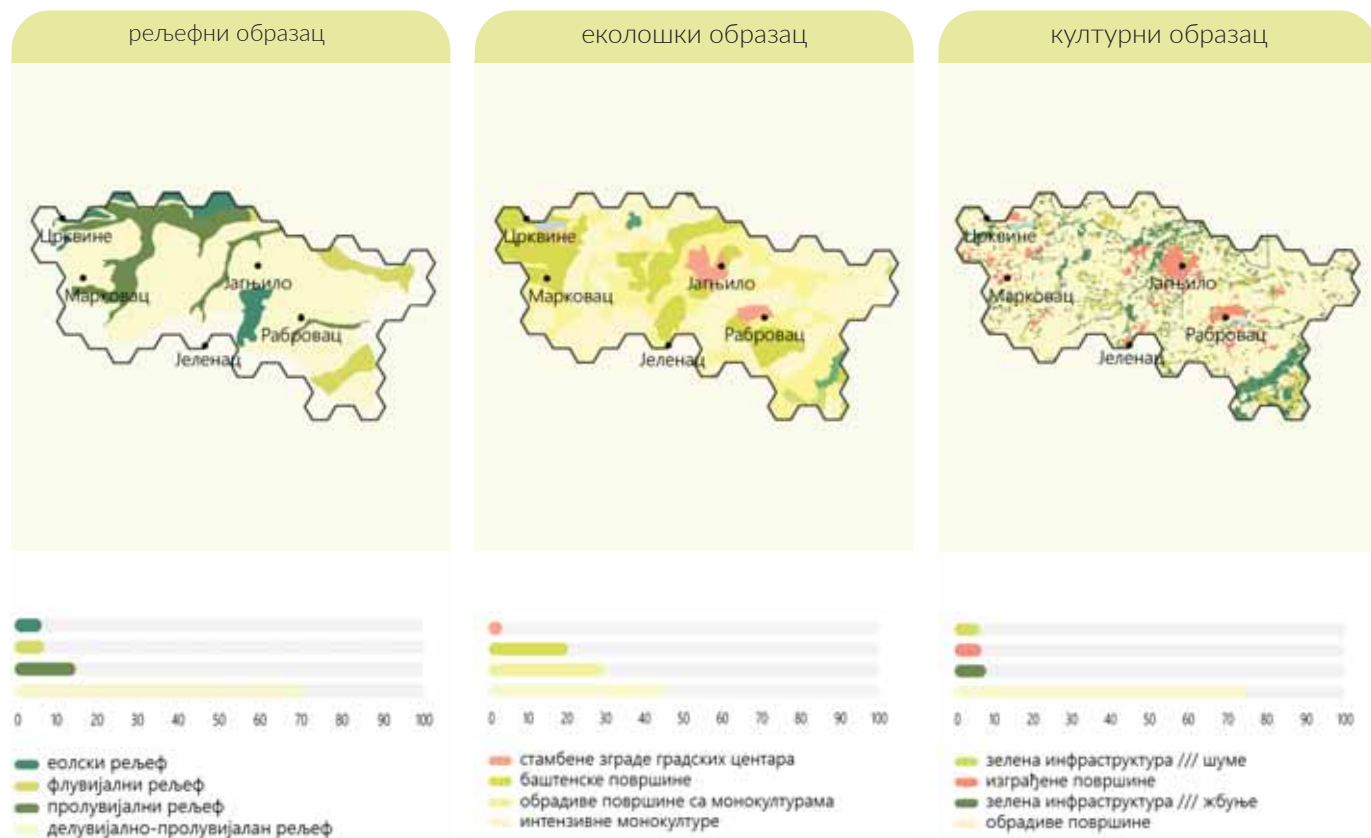 рељефни образац
Црквине
Марковац
Јагњило
Рабровац
Јеленац
0 10 20 30 40 50 60 70 80 90 100
еолски рељеф
флувијални рељеф
пролувијални рељеф
делувијално-пролувијалан рељеф
еколошки образац
Црквине
Марковац
Јагњило
Рабровац
Јеленац
0 10 20 30 40 50 60 70 80 90 100
стамбене зграде градских центара
баштенске површине
обрадиве површине са монокултурама
интензивне монокултуре
културни образац
Црквине
Марковац
Јагњило
Рабровац
Јеленац
0 10 20 30 40 50 60 70 80 90 100
зелена инфраструктура /// шуме
изграђене површине
зелена инфраструктура /// жбуње
обрадиве површине